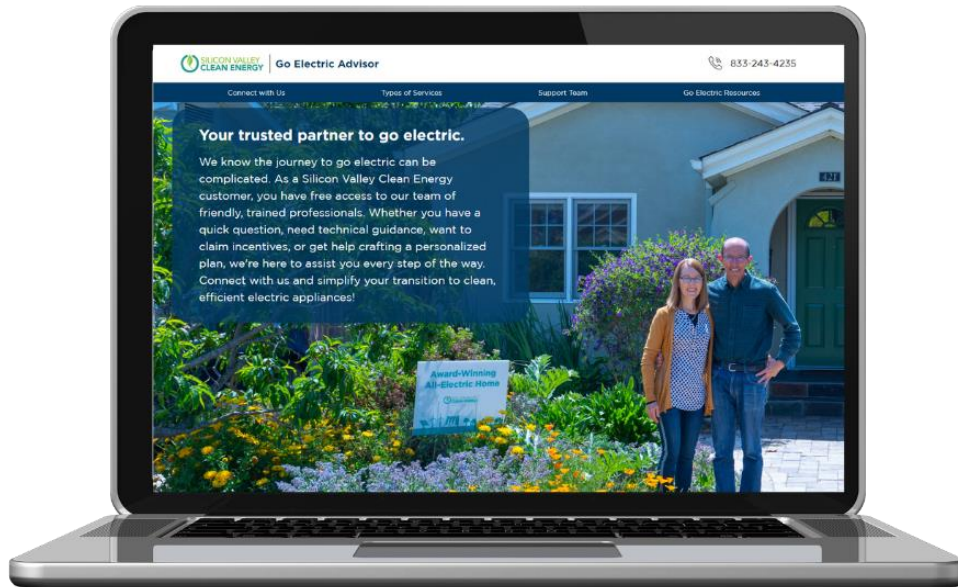 SILICON VALLEY
CLEAN ENERGY
Go Electric Advisor
833-243-4235
Connect with Us
Types of Services
Support Team
Go Electric Resources
Your trusted partner to go electric.
We know the journey to go electric can be
complicated. As a Silicon Valley Clean Energy
customer, you have free access to our team of
friendly, trained professionals. Whether you have a
quick question, need technical guidance, want to
claim incentives, or get help crafting a personalized
plan, we're here to assist you every step of the way.
Connect with us and simplify your transition to clean,
efficient electric appliances!
421
Award-Winning
All-Electric Home